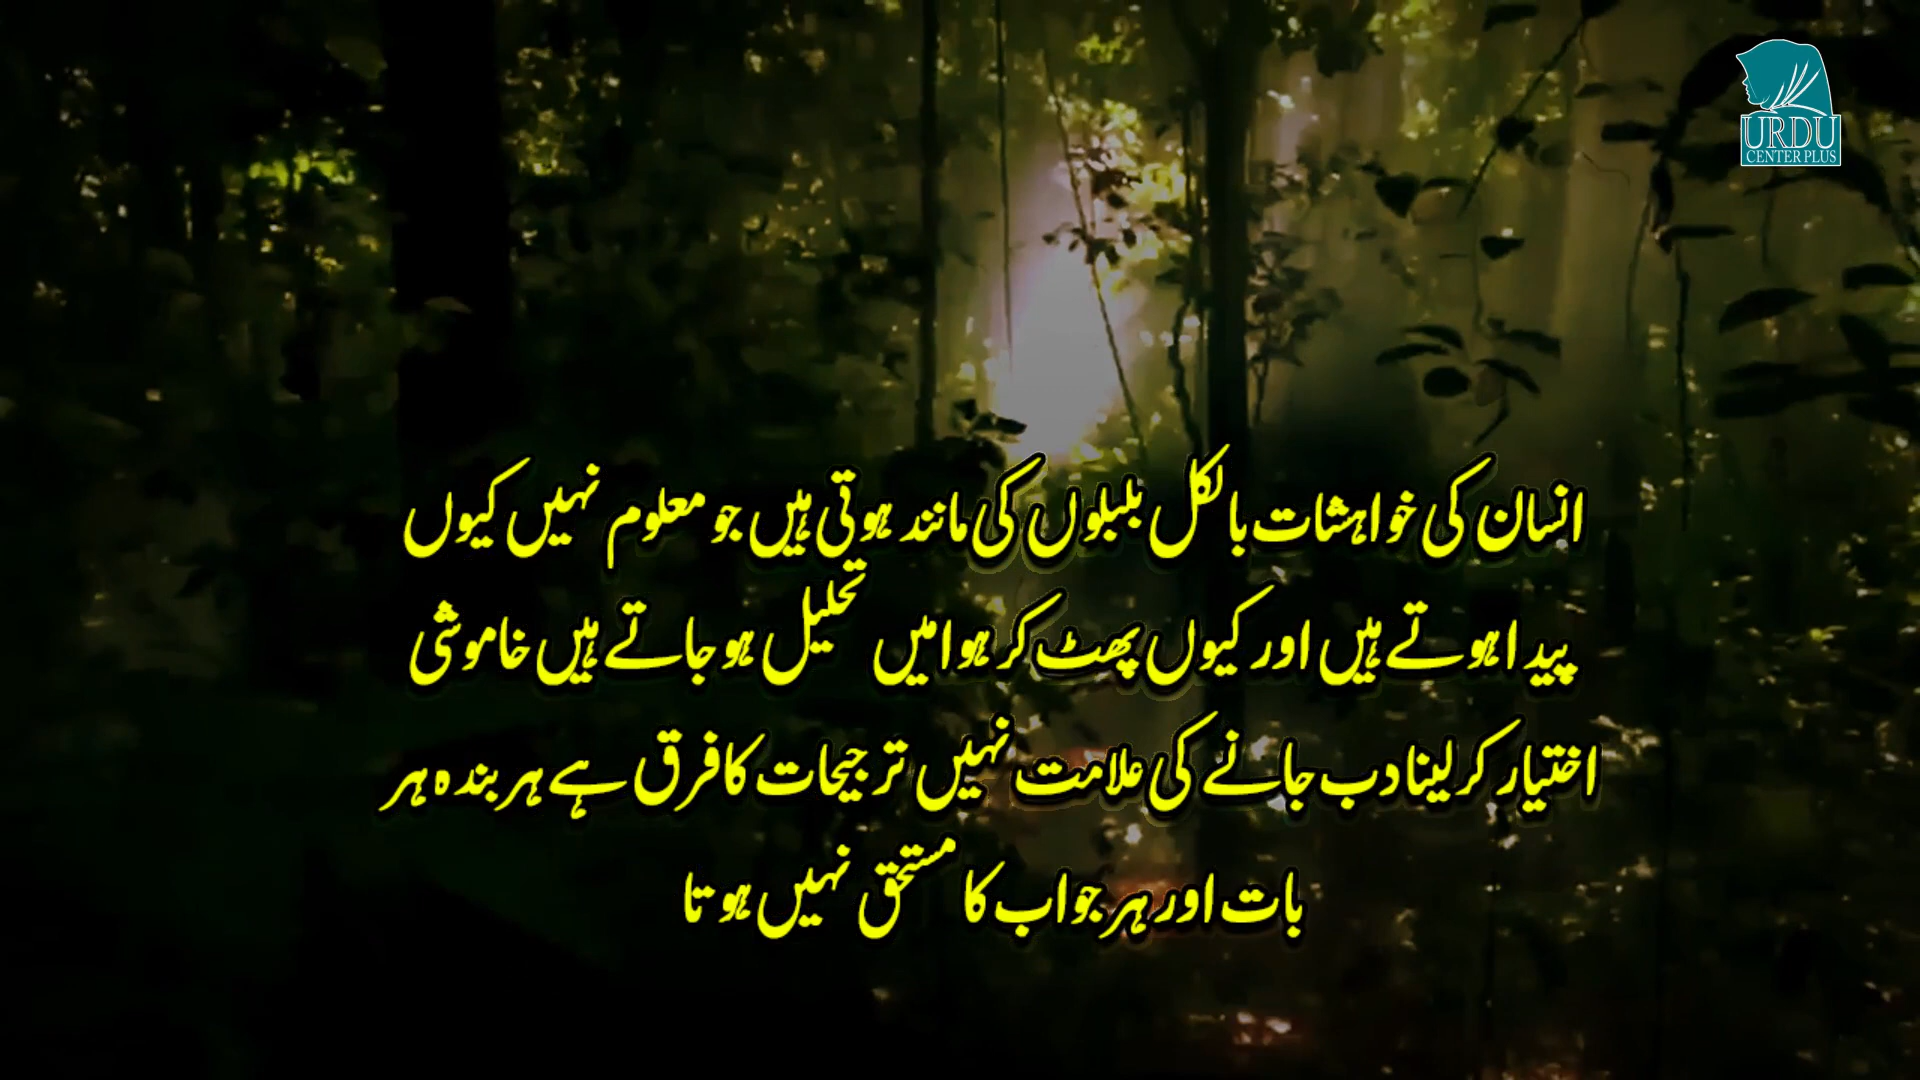 URDU
CENTER PLUS
انسان کی خواہشات بالکل بلبلوں کی مانند ہوتی ہیں جو معلوم نہیں کیوں
پیدا ہوتے ہیں اور کیوں پھٹ کر ہوا میں تحلیل ہو جاتے ہیں خاموشی
اختیار کر لینا دب جانے کی علامت نہیں ترجیحات کا فرق ہے ہر بندہ ہر
بات اور ہر جواب کا مستحق نہیں ہوتا